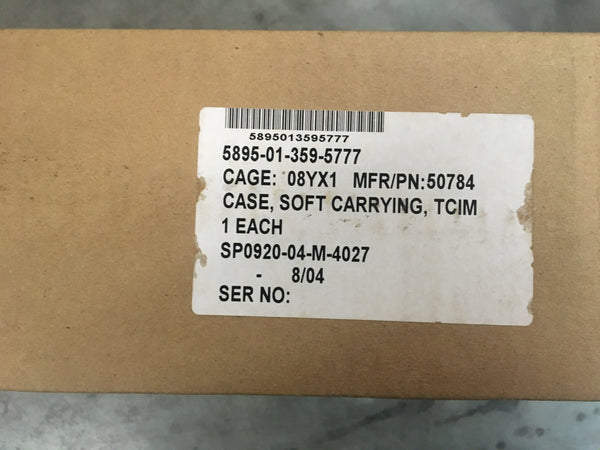 5895013595777
5895-01-359-5777
CAGE: 08YX1 MFR/PN:50784
CASE, SOFT CARRYING, TCIM
1 EACH
SP0920-04-M-4027
- 8/04
SER NO: